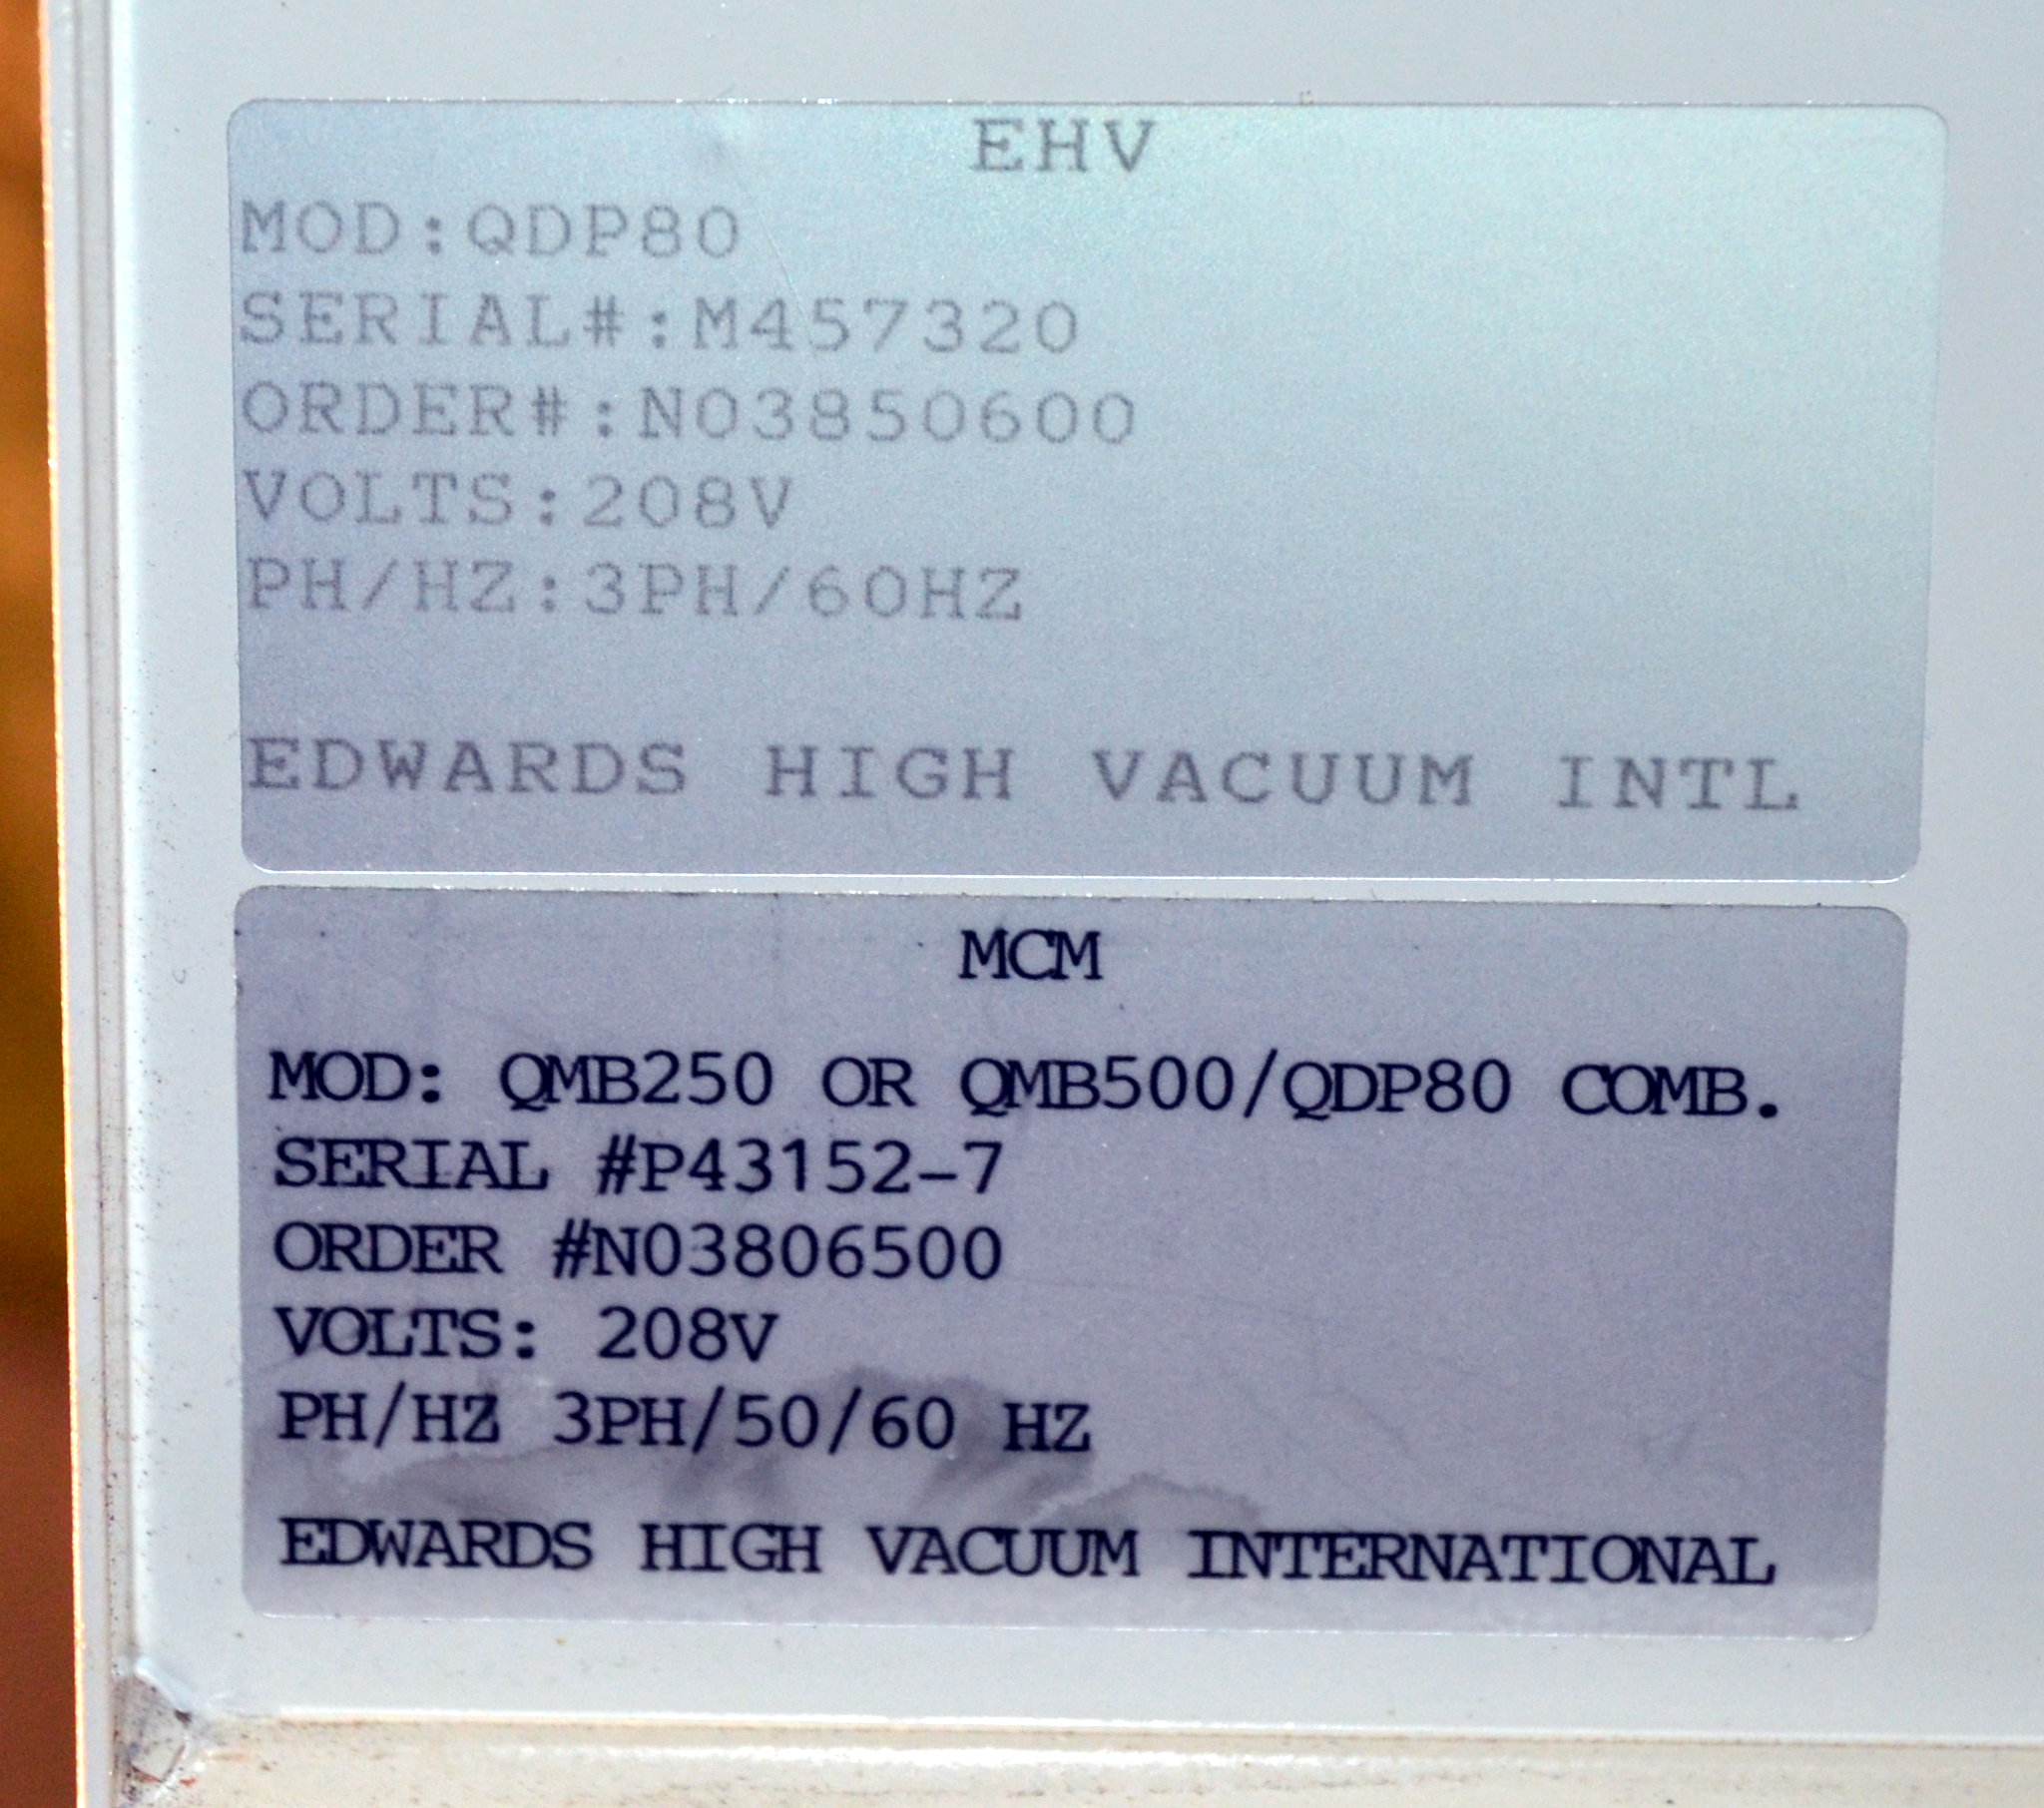 EHV
MOD:QDP80
SERIAL#:M457320
ORDER#:N03850600
VOLTS:208V
PH/HZ:3PH/60HZ
EDWARDS HIGH VACUUM INTL
MCM
MOD: QMB250 OR QMB500/QDP80 COMB.
SERIAL #P43152-7
ORDER #N03806500
VOLTS: 208V
PH/HZ 3PH/50/60 HZ
EDWARDS HIGH VACUUM INTERNATIONAL